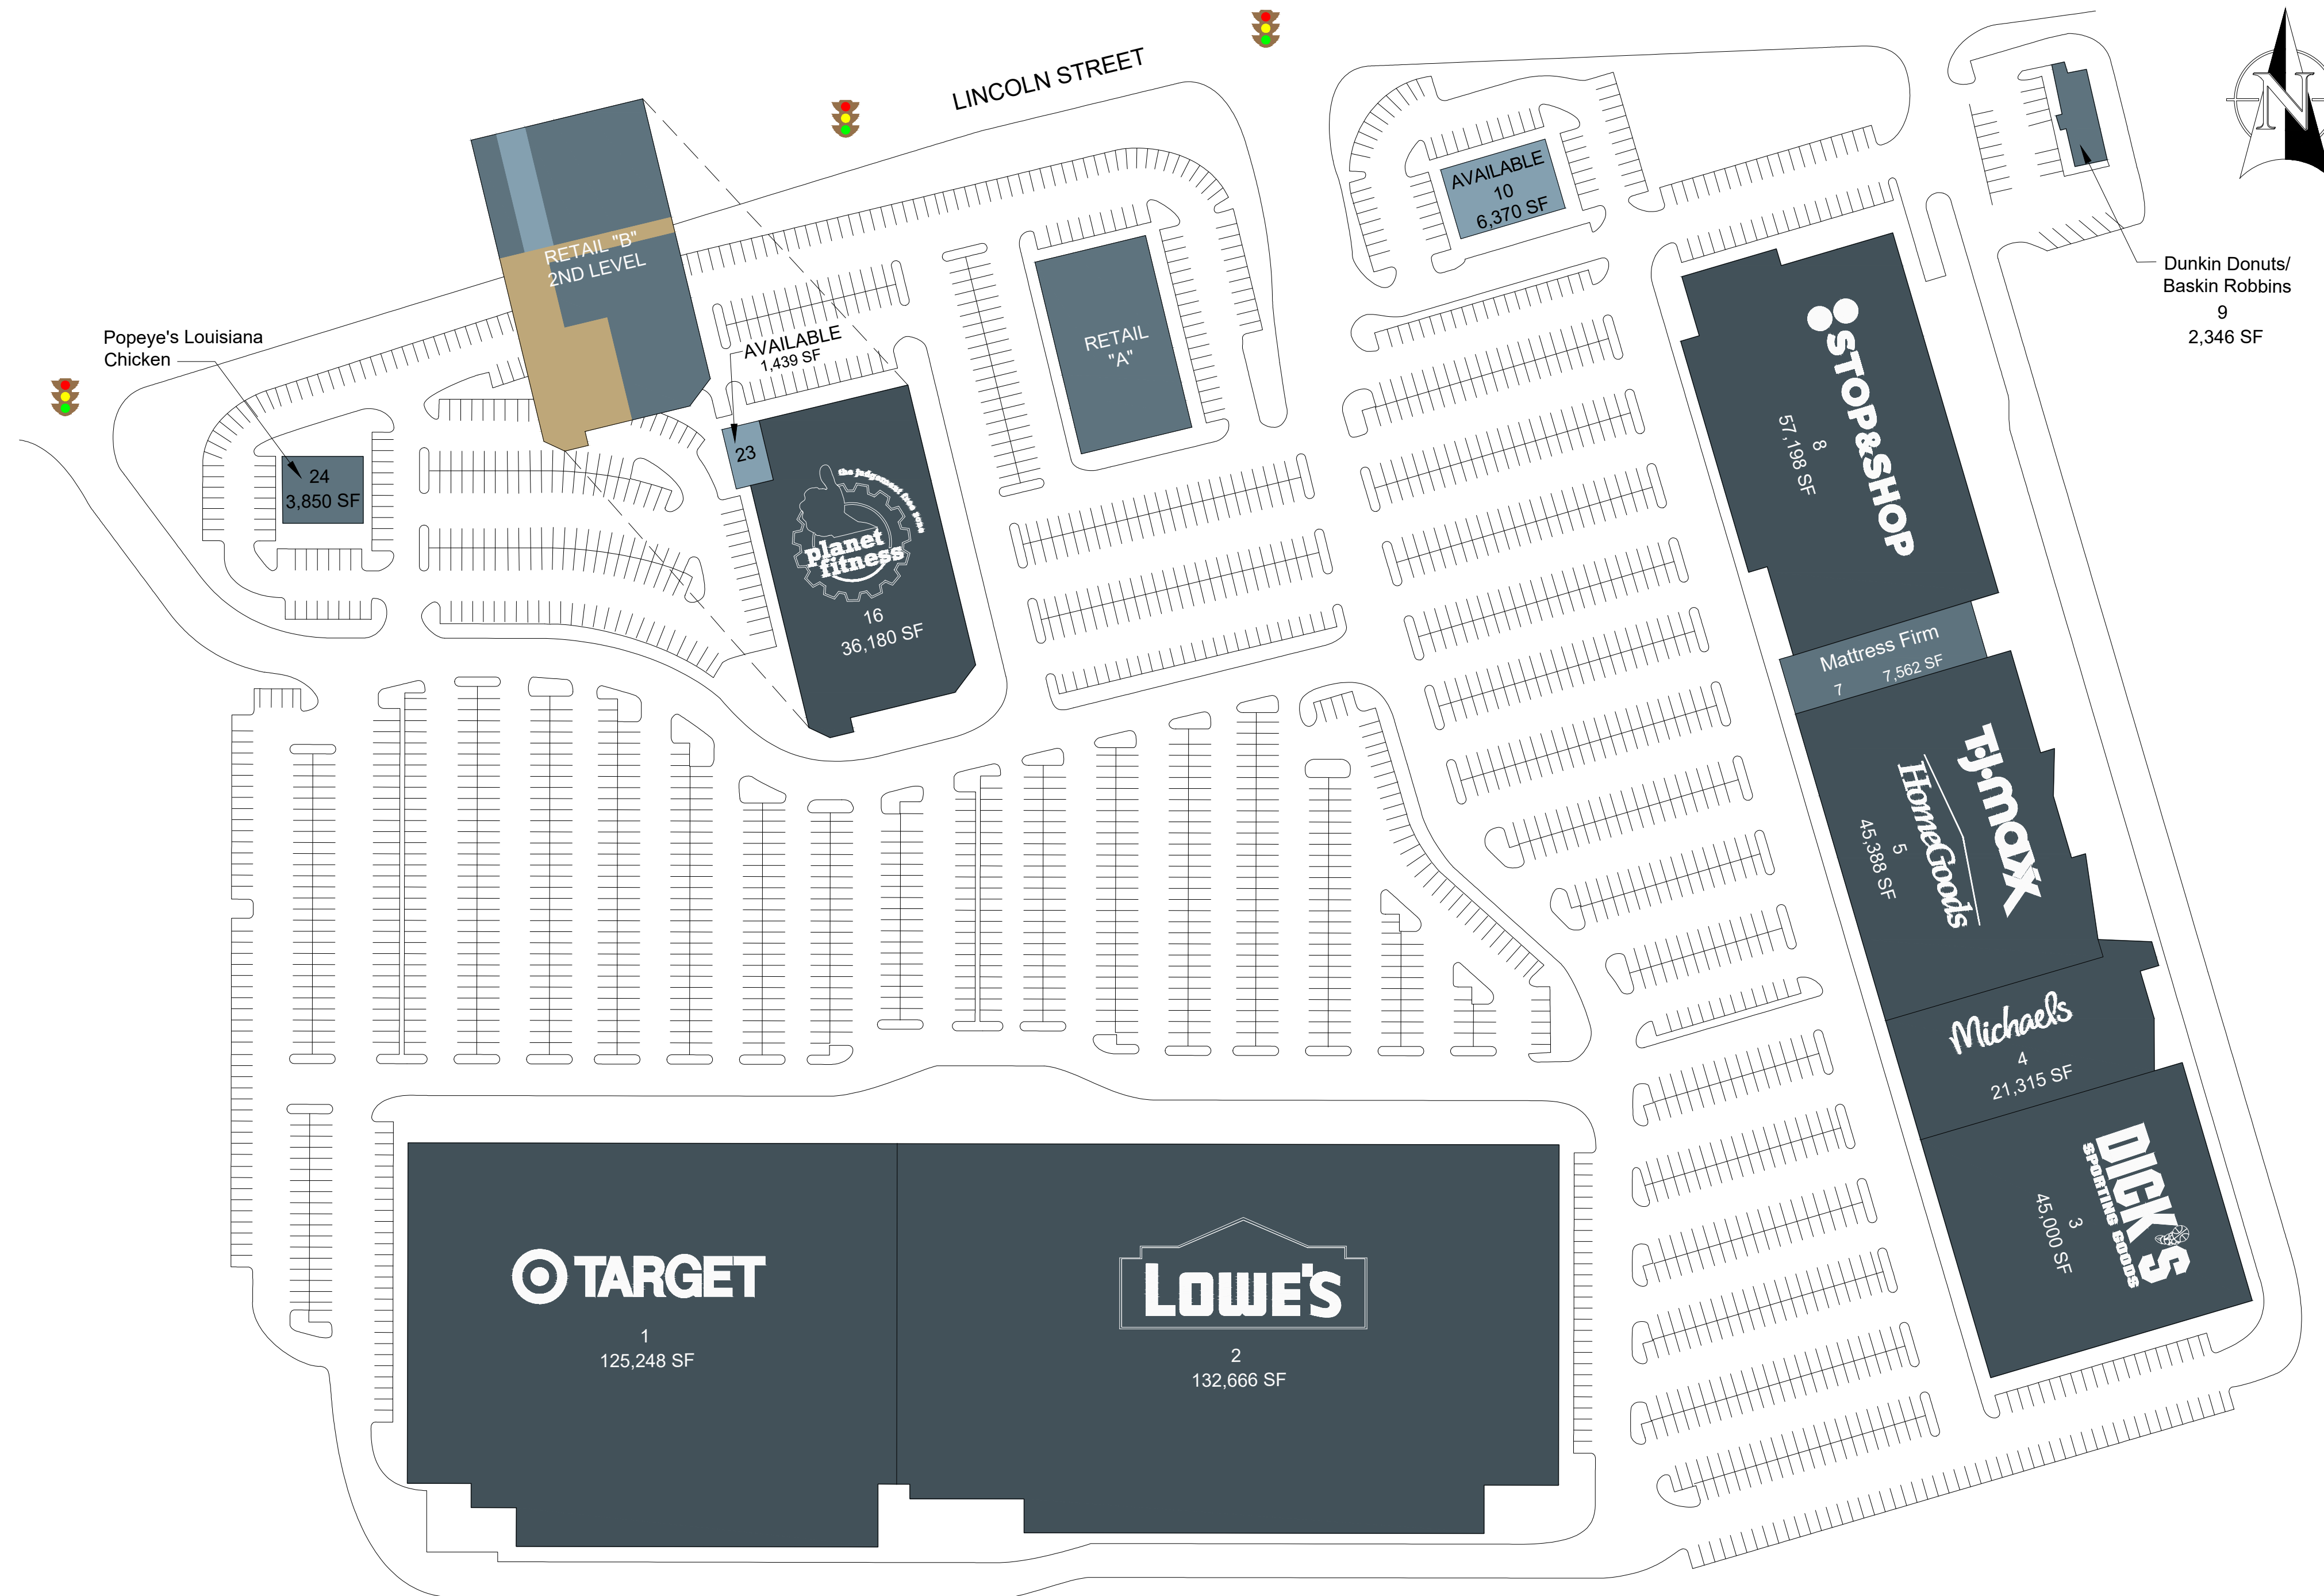 LINCOLN STREET
N
AVAILABLE
10
6,370 SF
RETAIL "B"
2ND LEVEL
Dunkin Donuts/
Baskin Robbins
9
2,346 SF
Popeye's Louisiana
Chicken
24
3,850 SF
AVAILABLE
1,439 SF
23
RETAIL
"A"
the judgement free zone
planet
fitness
16
36,180 SF
STOP&SHOP
8
57,198 SF
Mattress Firm
7 7,562 SF
T·J·maxx
HomeGoods
5
45,388 SF
Michaels
4
21,315 SF
DICK'S
SPORTING GOODS
3
45,000 SF
TARGET
1
125,248 SF
LOWE'S
2
132,666 SF